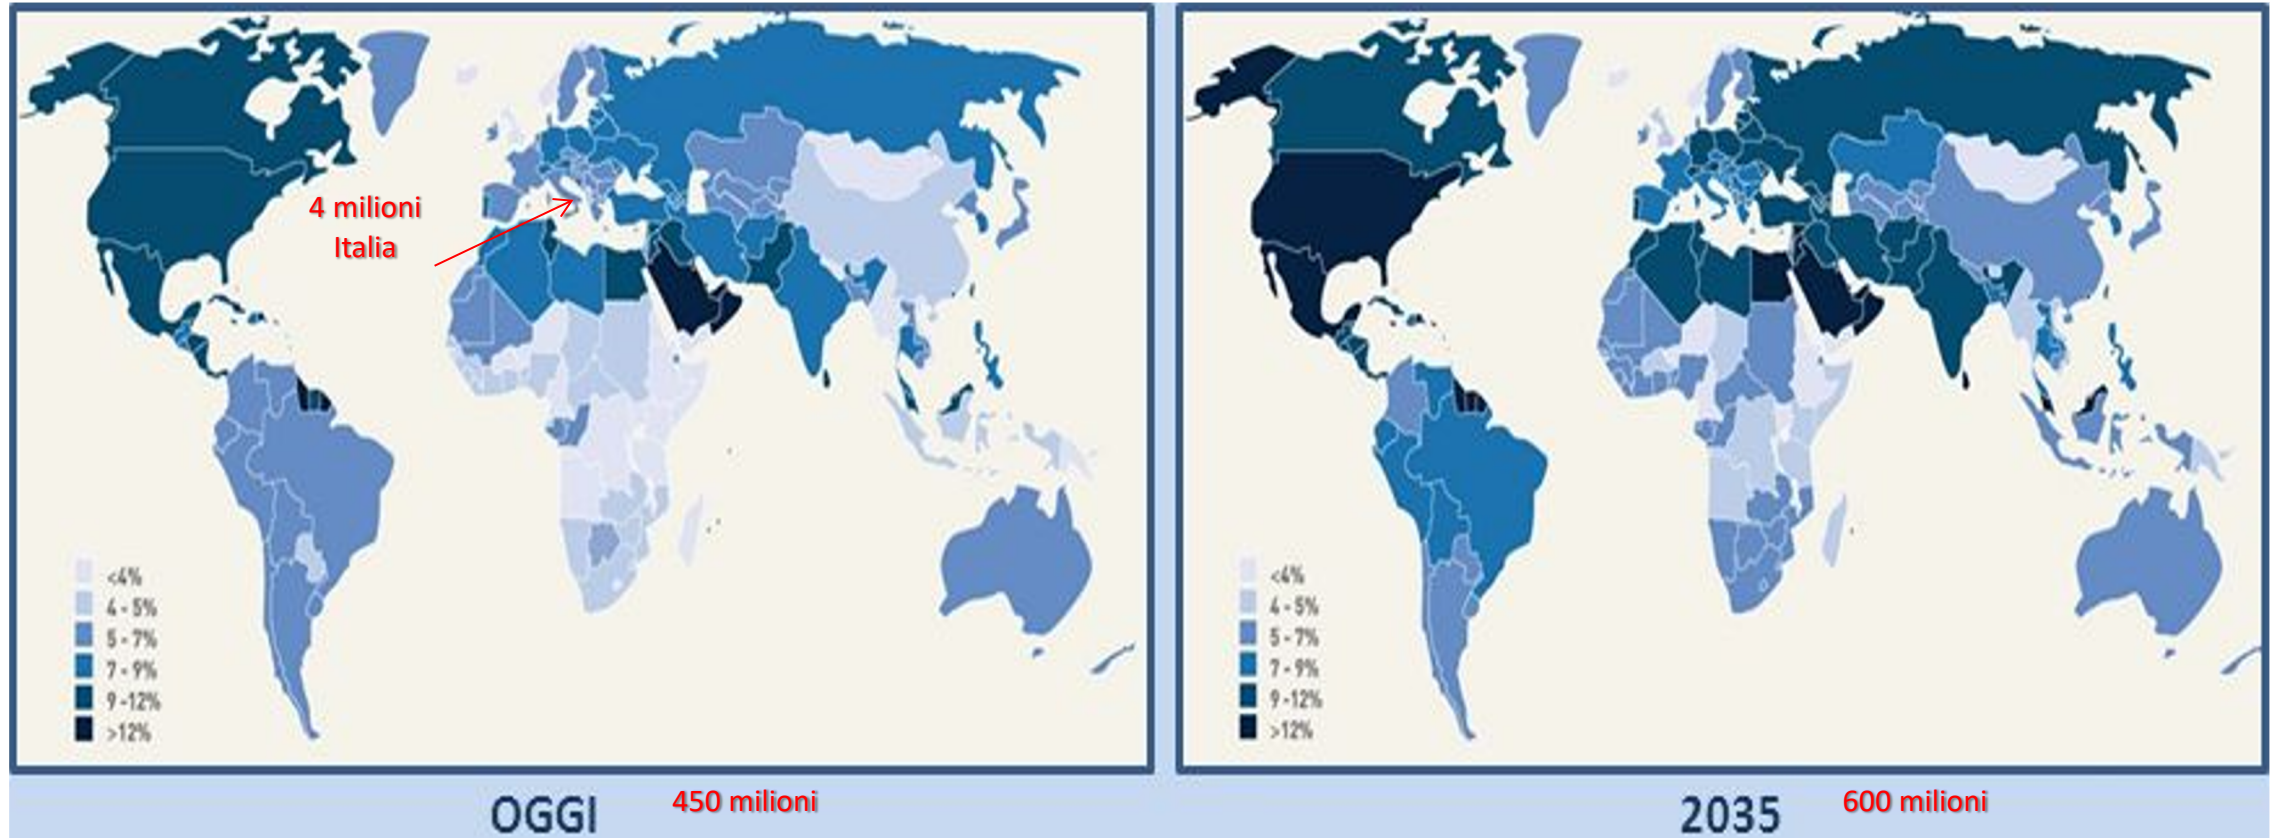 4 milioni
Italia
<4%
4 - 5%
5 - 7%
7 - 9%
9 -12%
>12%
OGGI
450 milioni
<4%
4 - 5%
5 - 7%
7 - 9%
9 -12%
>12%
2035
600 milioni